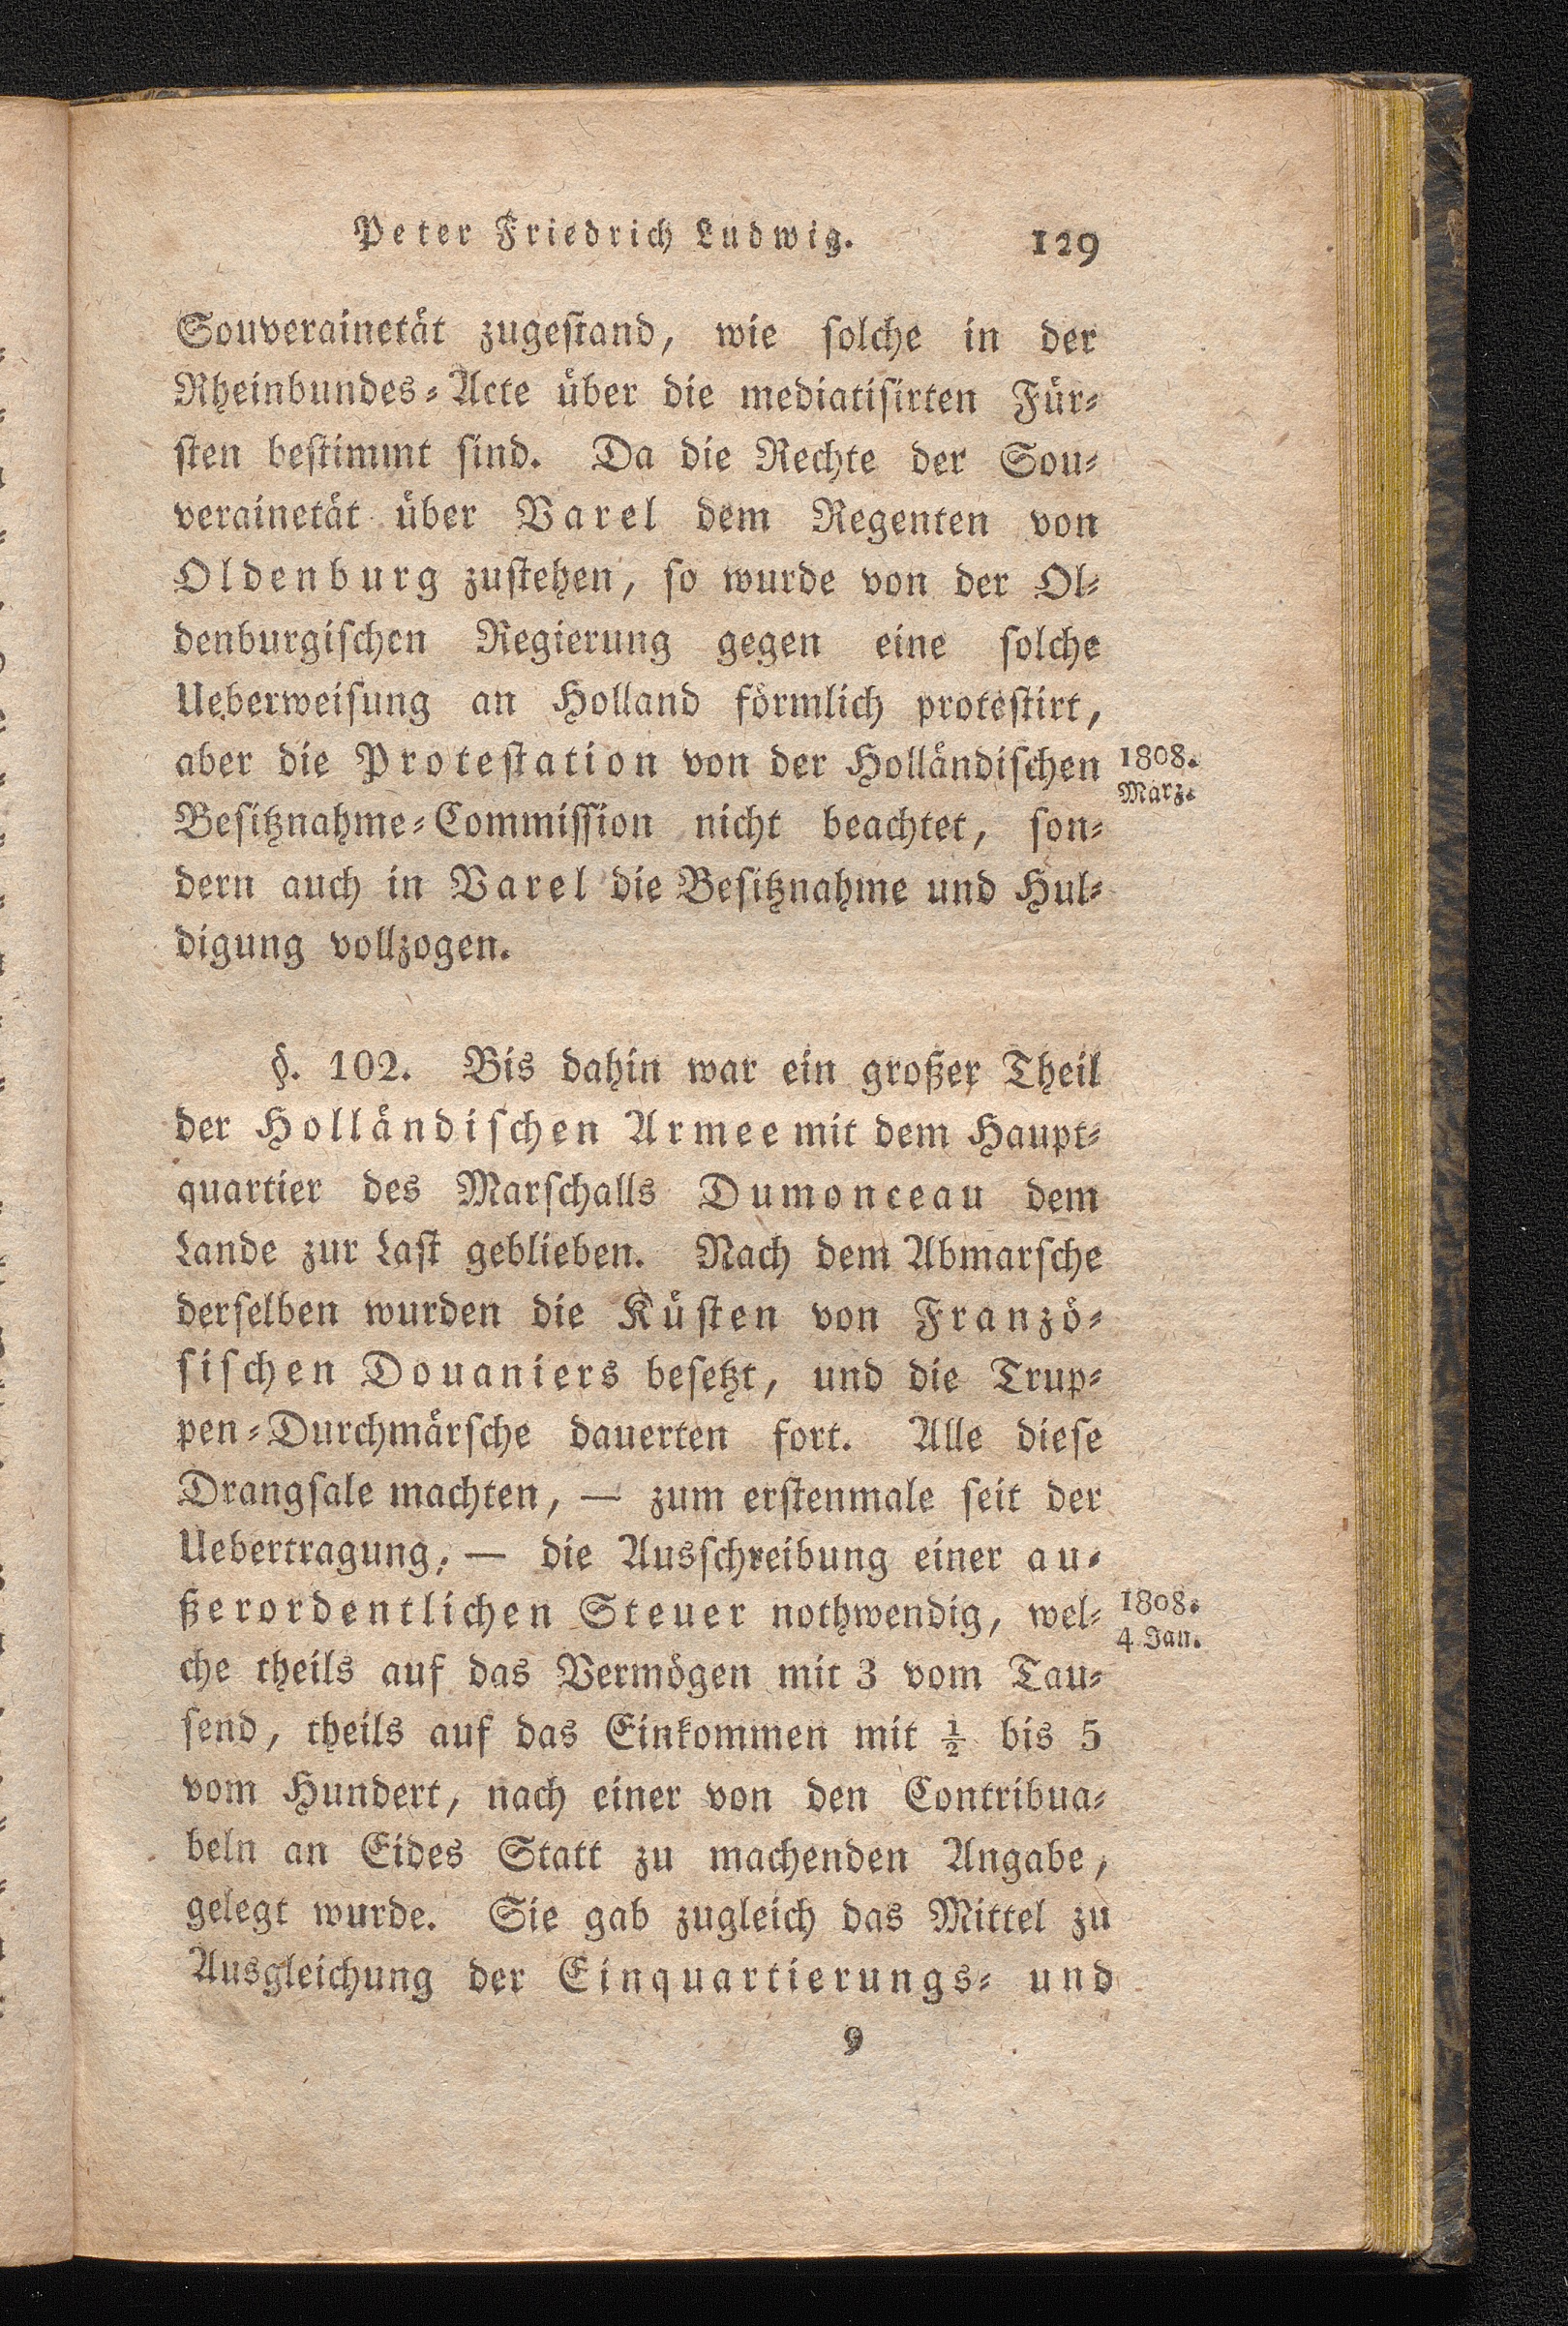 Peter Friedrich Ludwig. 129
Souverainetät zugestand, wie solche in der
Rheinbundes-Acte über die mediatisirten Für-
sten bestimmt sind. Da die Rechte der Sou-
verainetät über Varel dem Regenten von
Oldenburg zustehen, so wurde von der Ol-
denburgischen Regierung gegen eine solche
Ueberweisung an Holland förmlich protestirt,
aber die Protestation von der Holländischen
1808.
März.
Besitznahme-Commission nicht beachtet, son-
dern auch in Varel die Besitznahme und Hul-
digung vollzogen.
§. 102. Bis dahin war ein großer Theil
der Holländischen Armee mit dem Haupt-
quartier des Marschalls Dumonceau dem
Lande zur Last geblieben. Nach dem Abmarsche
derselben wurden die Küsten von Franzö-
sischen Douaniers besetzt, und die Trup-
pen-Durchmärsche dauerten fort. Alle diese
Drangsale machten, — zum erstenmale seit der
Uebertragung, — die Ausschreibung einer au-
ßerordentlichen Steuer nothwendig, wel-
1808.
4 Jan.
che theils auf das Vermögen mit 3 vom Tau-
send, theils auf das Einkommen mit ½ bis 5
vom Hundert, nach einer von den Contribua-
beln an Eides Statt zu machenden Angabe,
gelegt wurde. Sie gab zugleich das Mittel zu
Ausgleichung der Einquartierungs- und
9